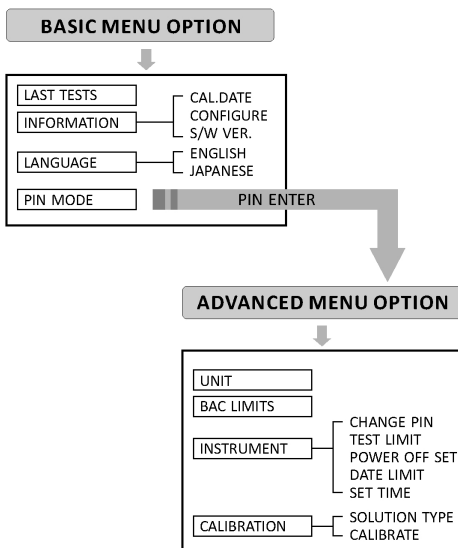 BASIC MENU OPTION
LAST TESTS
INFORMATION
CAL.DATE
CONFIGURE
S/W VER.
LANGUAGE
ENGLISH
JAPANESE
PIN MODE
PIN ENTER
ADVANCED MENU OPTION
UNIT
BAC LIMITS
INSTRUMENT
CHANGE PIN
TEST LIMIT
POWER OFF SET
DATE LIMIT
SET TIME
CALIBRATION
SOLUTION TYPE
CALIBRATE